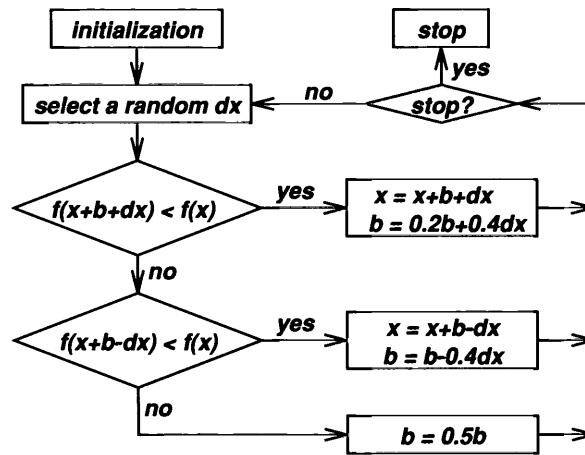 initialization
stop
yes
select a random dx
no
stop?
f(x+b+dx) < f(x)
yes
x = x+b+dx
b = 0.2b+0.4dx
no
f(x+b-dx) < f(x)
yes
x = x+b-dx
b = b-0.4dx
no
b = 0.5b